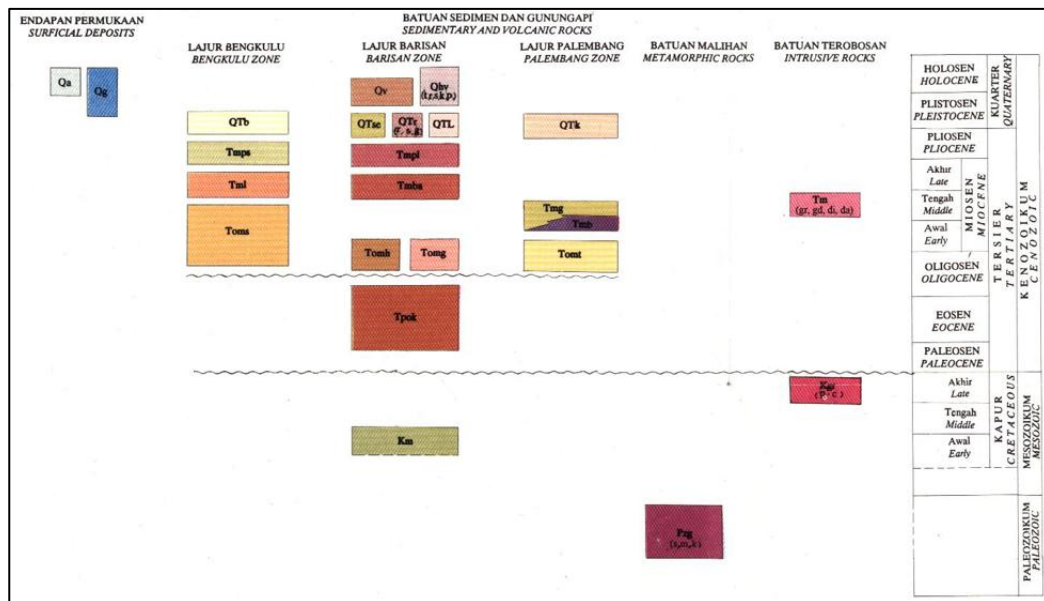 ENDAPAN PERMUKAAN
SURFICIAL DEPOSITS
BATUAN SEDIMEN DAN GUNUNGAPI
SEDIMENTARY AND VOLCANIC ROCKS
LAJUR BENGKULU
BENGKULU ZONE
LAJUR BARISAN
BARISAN ZONE
LAJUR PALEMBANG
PALEMBANG ZONE
BATUAN MALIHAN
METAMORPHIC ROCKS
BATUAN TEROBOSAN
INTRUSIVE ROCKS
Qa
Qg
QTb
Tmps
Tml
Toms
Qv
Qhv
QTse
QTr
QTL
Tmpl
Tmba
Tomh
Tomg
Tpok
Km
QTk
Tmg
Tmb
Tomt
Pzg
(s,m,k)
Tm
(gr, gd, di, da)
HOLOSEN
HOLOCENE
PLISTOSEN
PLEISTOCENE
PLIOSEN
PLIOCENE
Akhir
Late
Tengah
Middle
Awal
Early
OLIGOSEN
OLIGOCENE
EOSEN
EOCENE
PALEOSEN
PALEOCENE
Akhir
Late
Tengah
Middle
Awal
Early
MIOSEN
MIOCENE
KUARTER
QUATERNARY
TERSIER
TERTIARY
KAPUR
CRETACEOUS
KENOZOIKUM
CENOZOIC
MESOZOIKUM
MESOZOIC
PALEOZOIKUM
PALEOZOIC